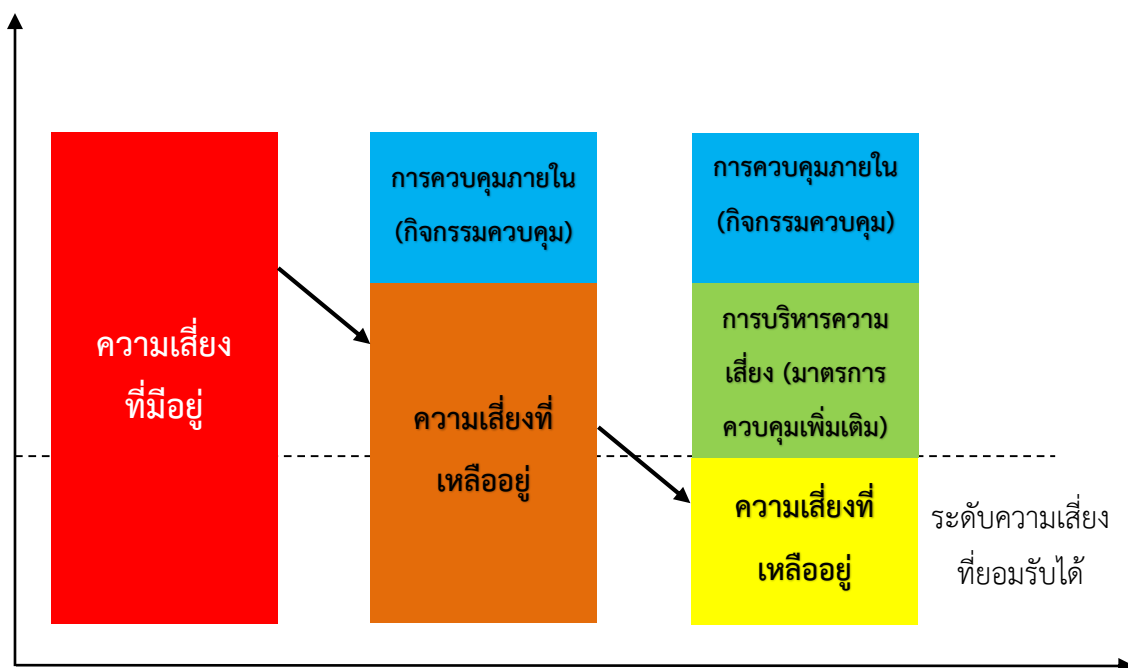 ความเสี่ยง
ที่มีอยู่
การควบคุมภายใน
(กิจกรรมควบคุม)
ความเสี่ยงที่
เหลืออยู่
การควบคุมภายใน
(กิจกรรมควบคุม)
การบริหารความ
เสี่ยง (มาตรการ
ควบคุมเพิ่มเติม)
ความเสี่ยงที่
เหลืออยู่
ระดับความเสี่ยง
ที่ยอมรับได้